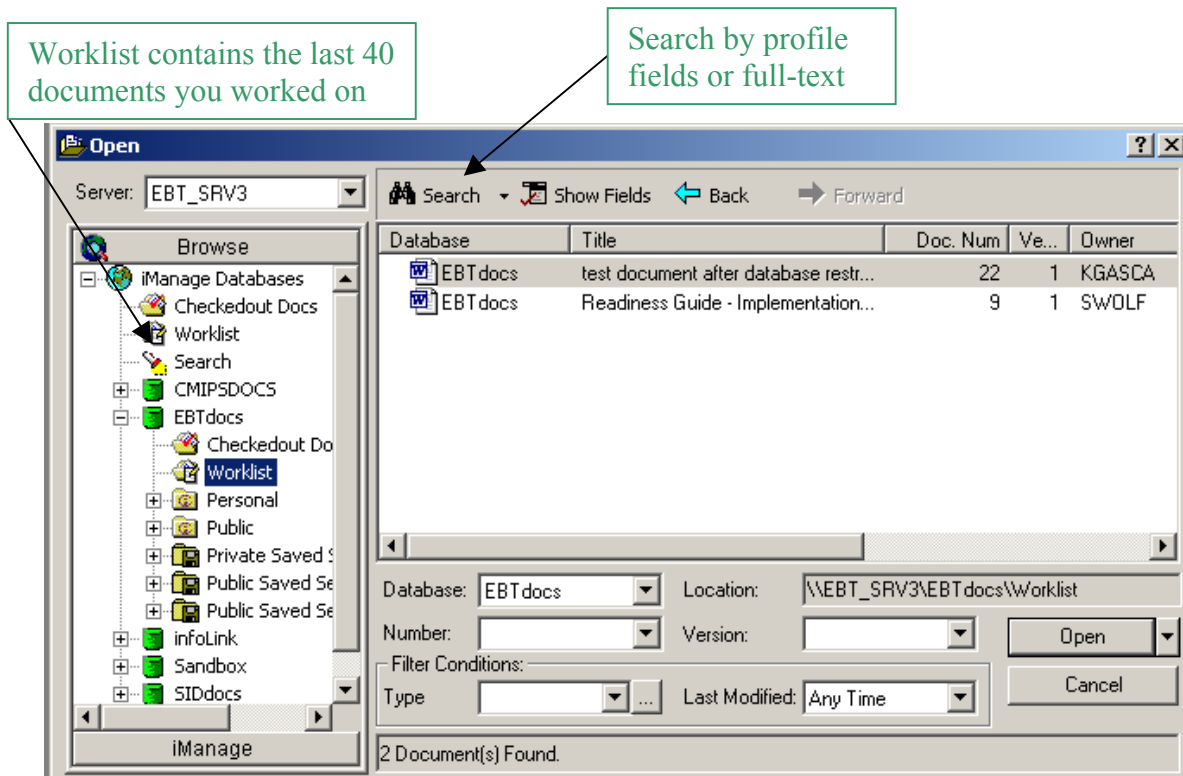 Worklist contains the last 40
documents you worked on
Search by profile
fields or full-text
Open
Server: EBT_SRV3
Search Show Fields Back Forward
Browse
iManage Databases
Checkedout Docs
Worklist
Search
CMIPSDOCS
EBTdocs
Checkedout Do
Worklist
Personal
Public
Private Saved S
Public Saved Se
Public Saved Se
infoLink
Sandbox
SIDdocs
iManage
Database Title Doc. Num Ve... Owner
EBTdocs test document after database restr... 22 1 KGASCA
EBTdocs Readiness Guide - Implementation... 9 1 SWOLF
Database: EBTdocs Location: \\EBT_SRV3\EBTdocs\Worklist
Number: Version: Open
Filter Conditions:
Type ... Last Modified: Any Time Cancel
2 Document(s) Found.